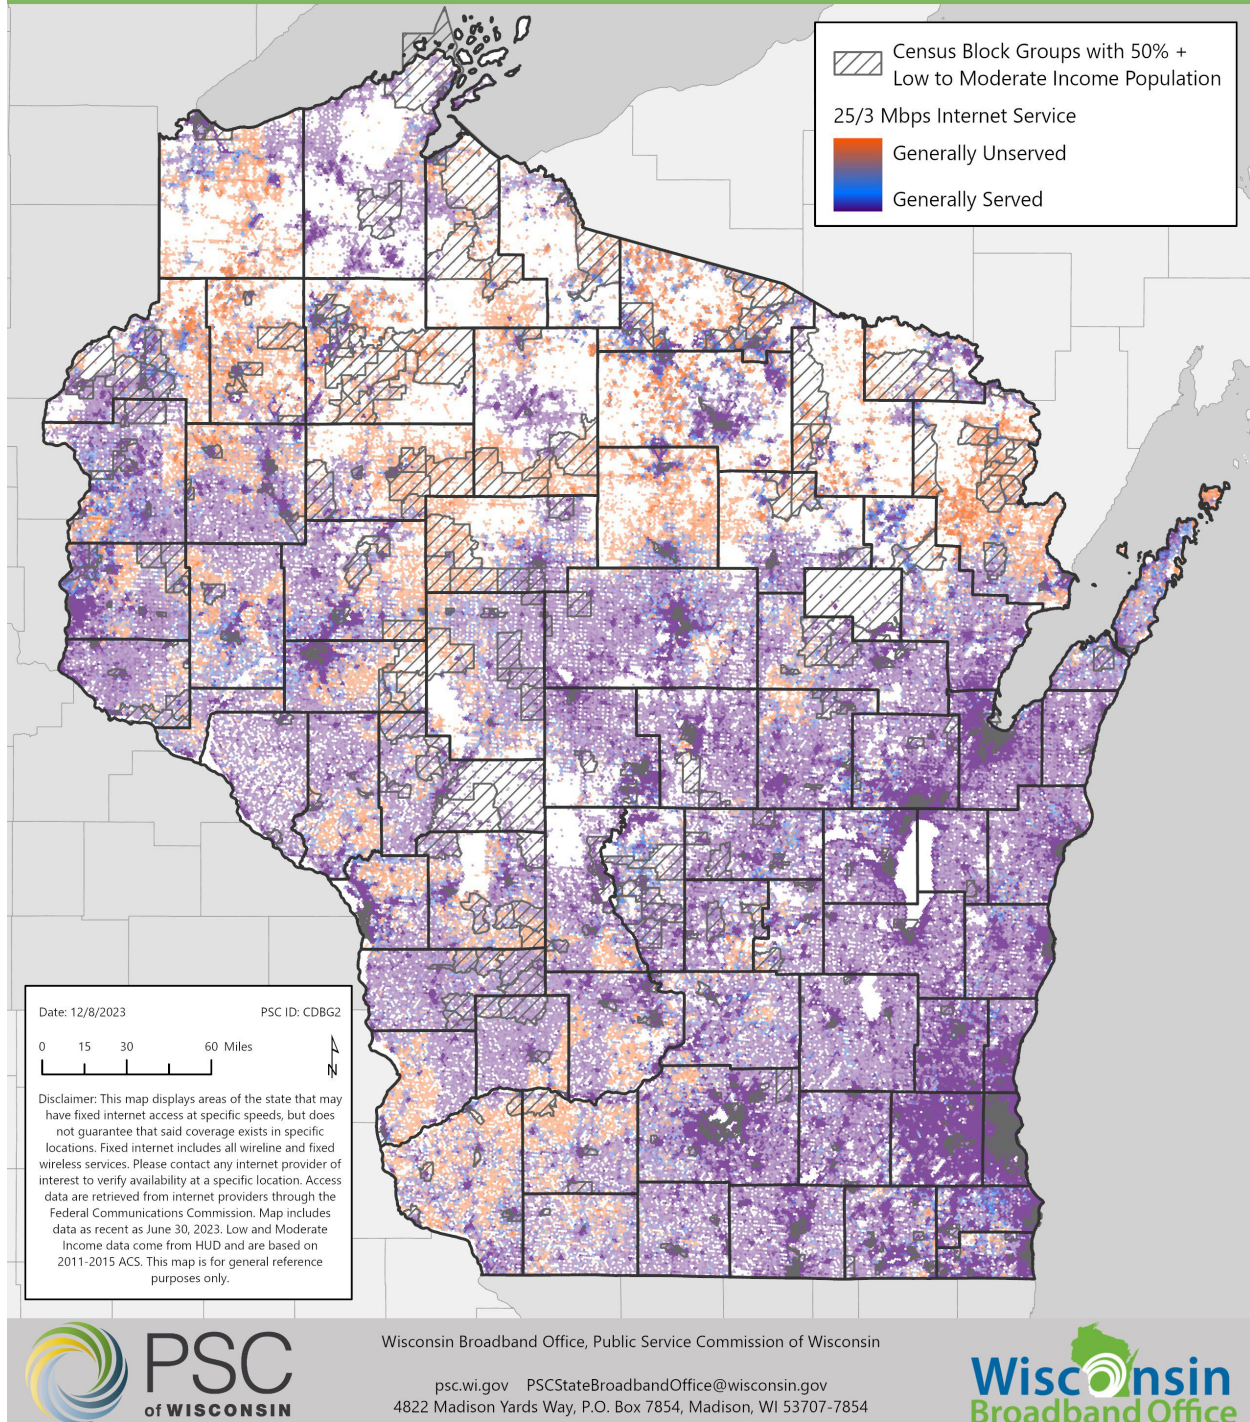 Census Block Groups with 50% +
Low to Moderate Income Population
25/3 Mbps Internet Service
Generally Unserved
Generally Served
Date: 12/8/2023 PSC ID: CDBG2
0 15 30 60 Miles
N
Disclaimer: This map displays areas of the state that may
have fixed internet access at specific speeds, but does
not guarantee that said coverage exists in specific
locations. Fixed internet includes all wireline and fixed
wireless services. Please contact any internet provider of
interest to verify availability at a specific location. Access
data are retrieved from internet providers through the
Federal Communications Commission. Map includes
data as recent as June 30, 2023. Low and Moderate
Income data come from HUD and are based on
2011-2015 ACS. This map is for general reference
purposes only.
PSC
of WISCONSIN
Wisconsin Broadband Office, Public Service Commission of Wisconsin
psc.wi.gov PSCStateBroadbandOffice@wisconsin.gov
4822 Madison Yards Way, P.O. Box 7854, Madison, WI 53707-7854
Wisconsin
Broadband Office